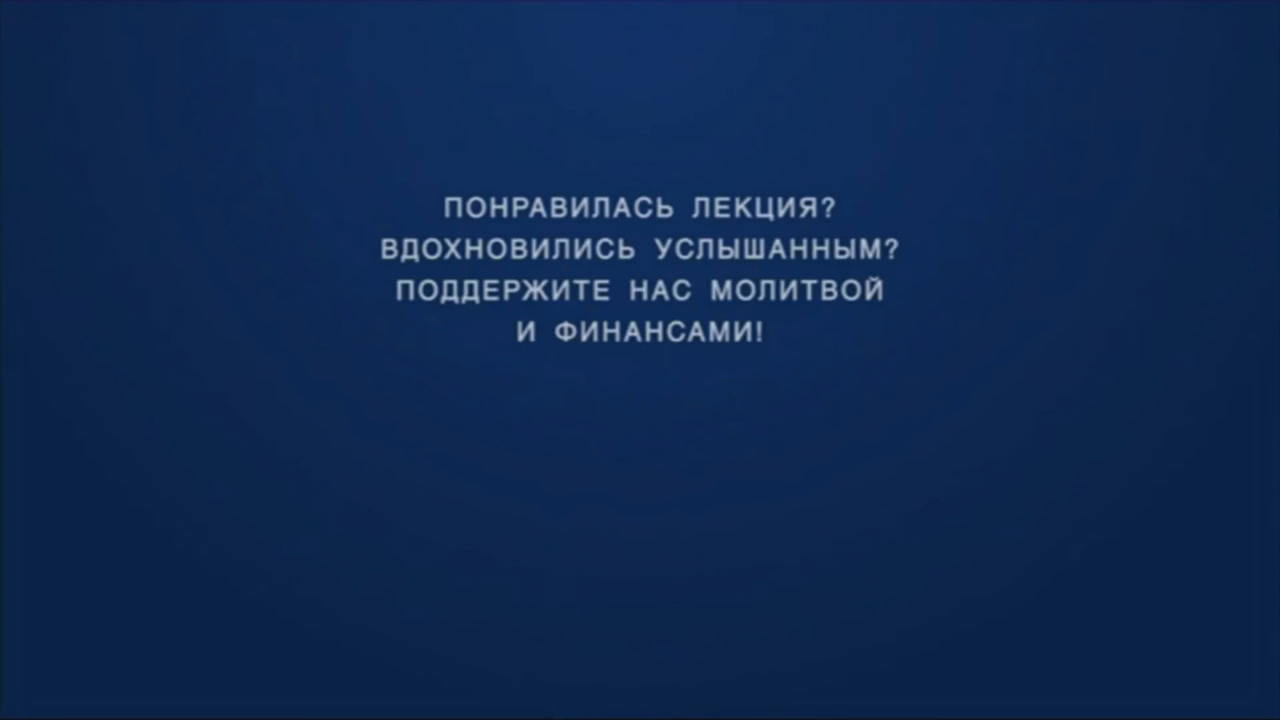 ПОНРАВИЛАСЬ ЛЕКЦИЯ?
ВДОХНОВИЛИСЬ УСЛЫШАННЫМ?
ПОДДЕРЖИТЕ НАС МОЛИТВОЙ
И ФИНАНСАМИ!